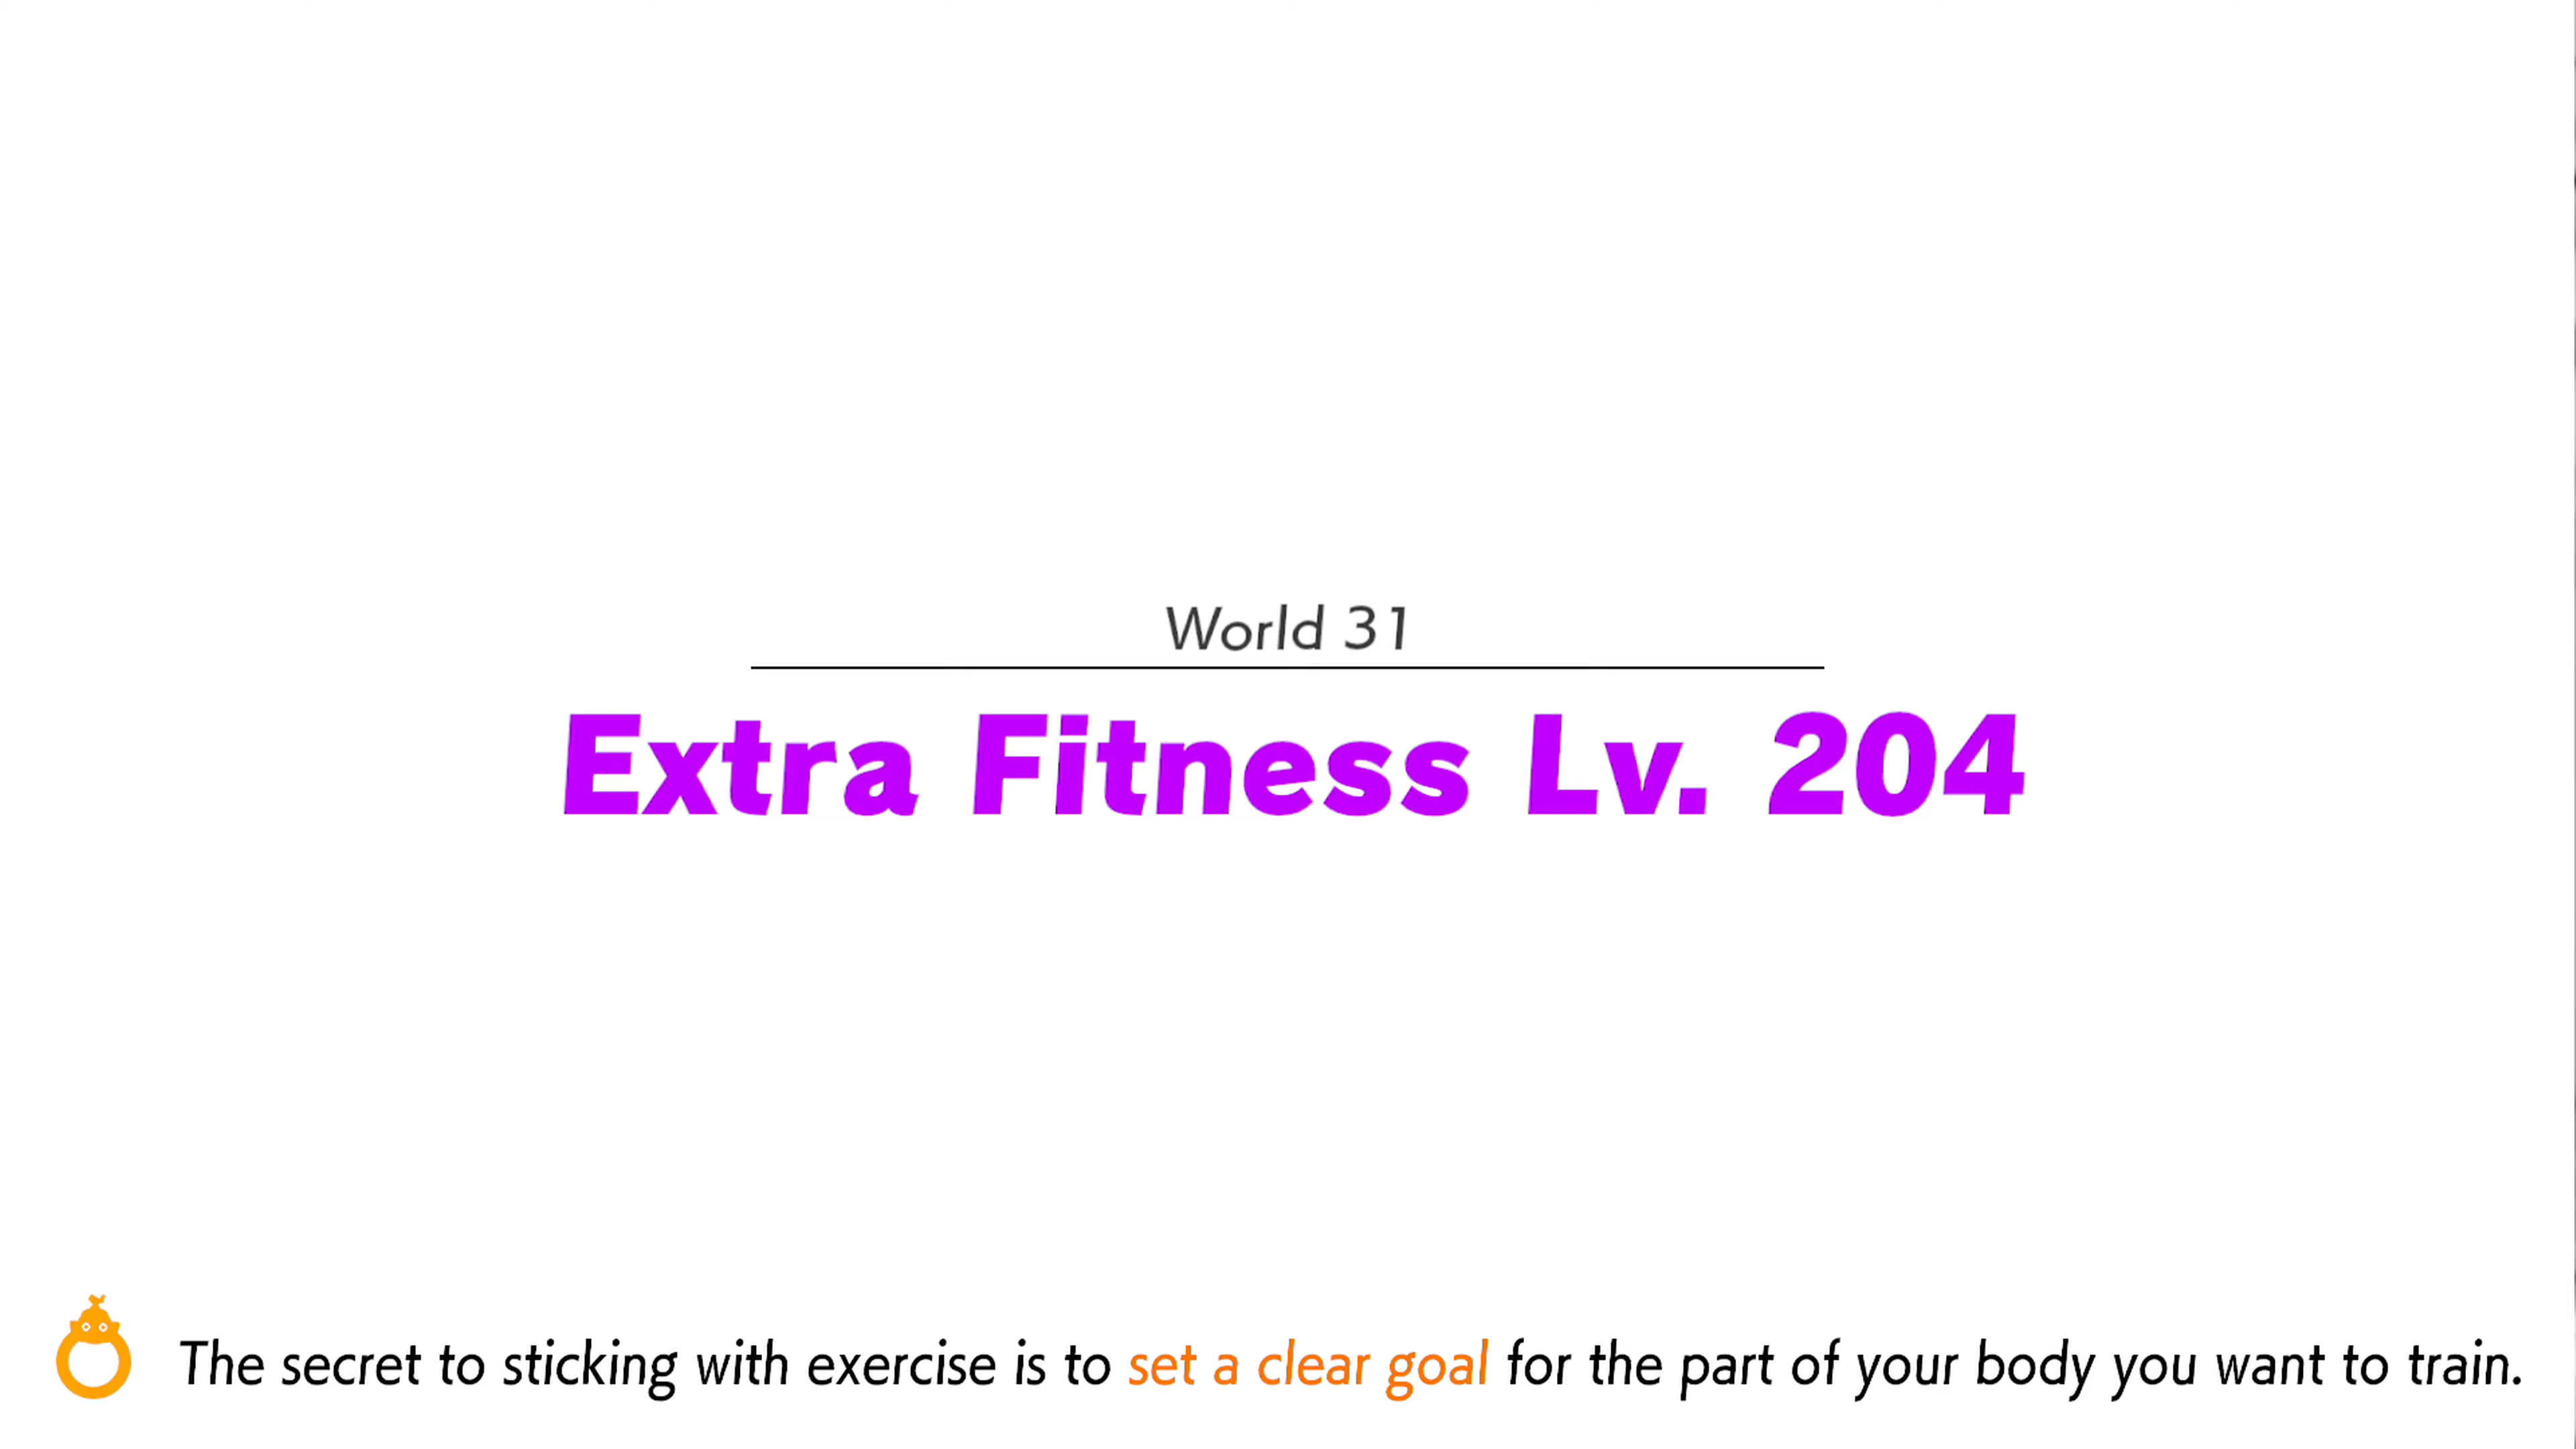 World 31
Extra Fitness Lv. 204
The secret to sticking with exercise is to set a clear goal for the part of your body you want to train.